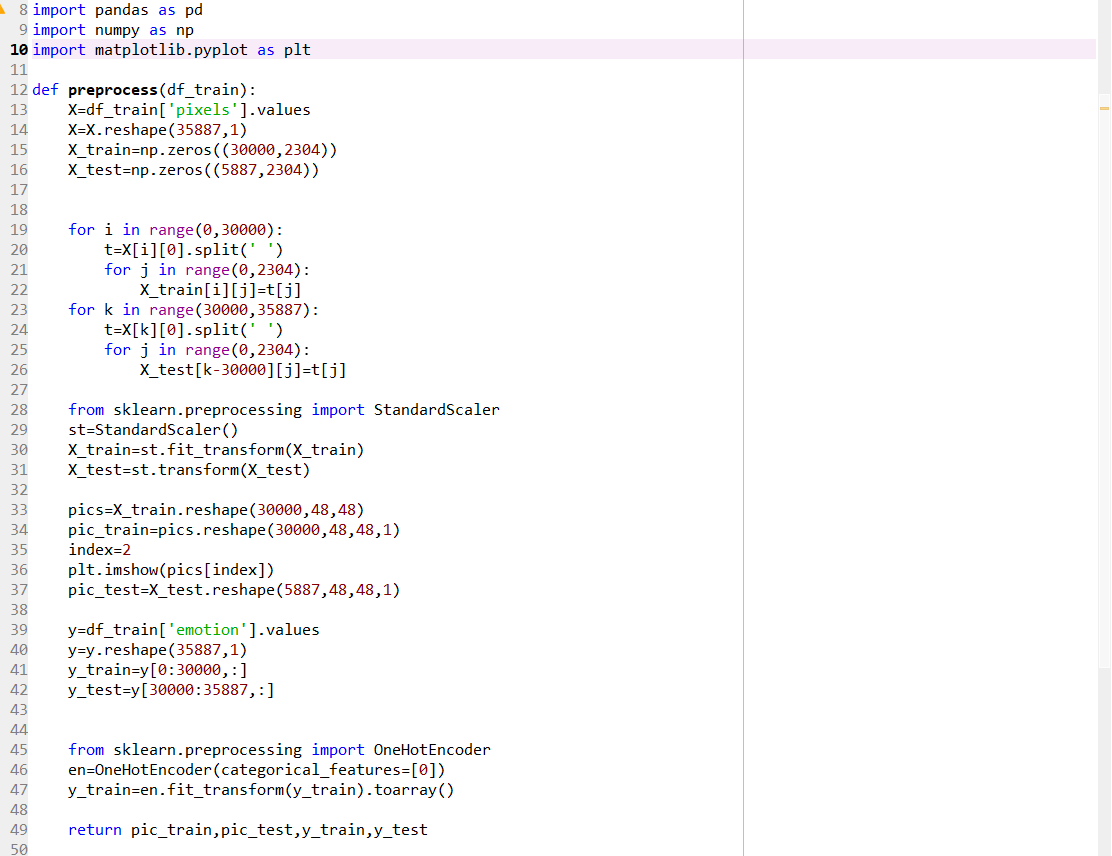 8 import pandas as pd
9 import numpy as np
10 import matplotlib.pyplot as plt
11
12 def preprocess(df_train):
13     X=df_train['pixels'].values
14     X=X.reshape(35887,1)
15     X_train=np.zeros((30000,2304))
16     X_test=np.zeros((5887,2304))
17
18
19     for i in range(0,30000):
20         t=X[i][0].split(' ')
21         for j in range(0,2304):
22             X_train[i][j]=t[j]
23     for k in range(30000,35887):
24         t=X[k][0].split(' ')
25         for j in range(0,2304):
26             X_test[k-30000][j]=t[j]
27
28     from sklearn.preprocessing import StandardScaler
29     st=StandardScaler()
30     X_train=st.fit_transform(X_train)
31     X_test=st.transform(X_test)
32
33     pics=X_train.reshape(30000,48,48)
34     pic_train=pics.reshape(30000,48,48,1)
35     index=2
36     plt.imshow(pics[index])
37     pic_test=X_test.reshape(5887,48,48,1)
38
39     y=df_train['emotion'].values
40     y=y.reshape(35887,1)
41     y_train=y[0:30000,:]
42     y_test=y[30000:35887,:]
43
44
45     from sklearn.preprocessing import OneHotEncoder
46     en=OneHotEncoder(categorical_features=[0])
47     y_train=en.fit_transform(y_train).toarray()
48
49     return pic_train,pic_test,y_train,y_test
50